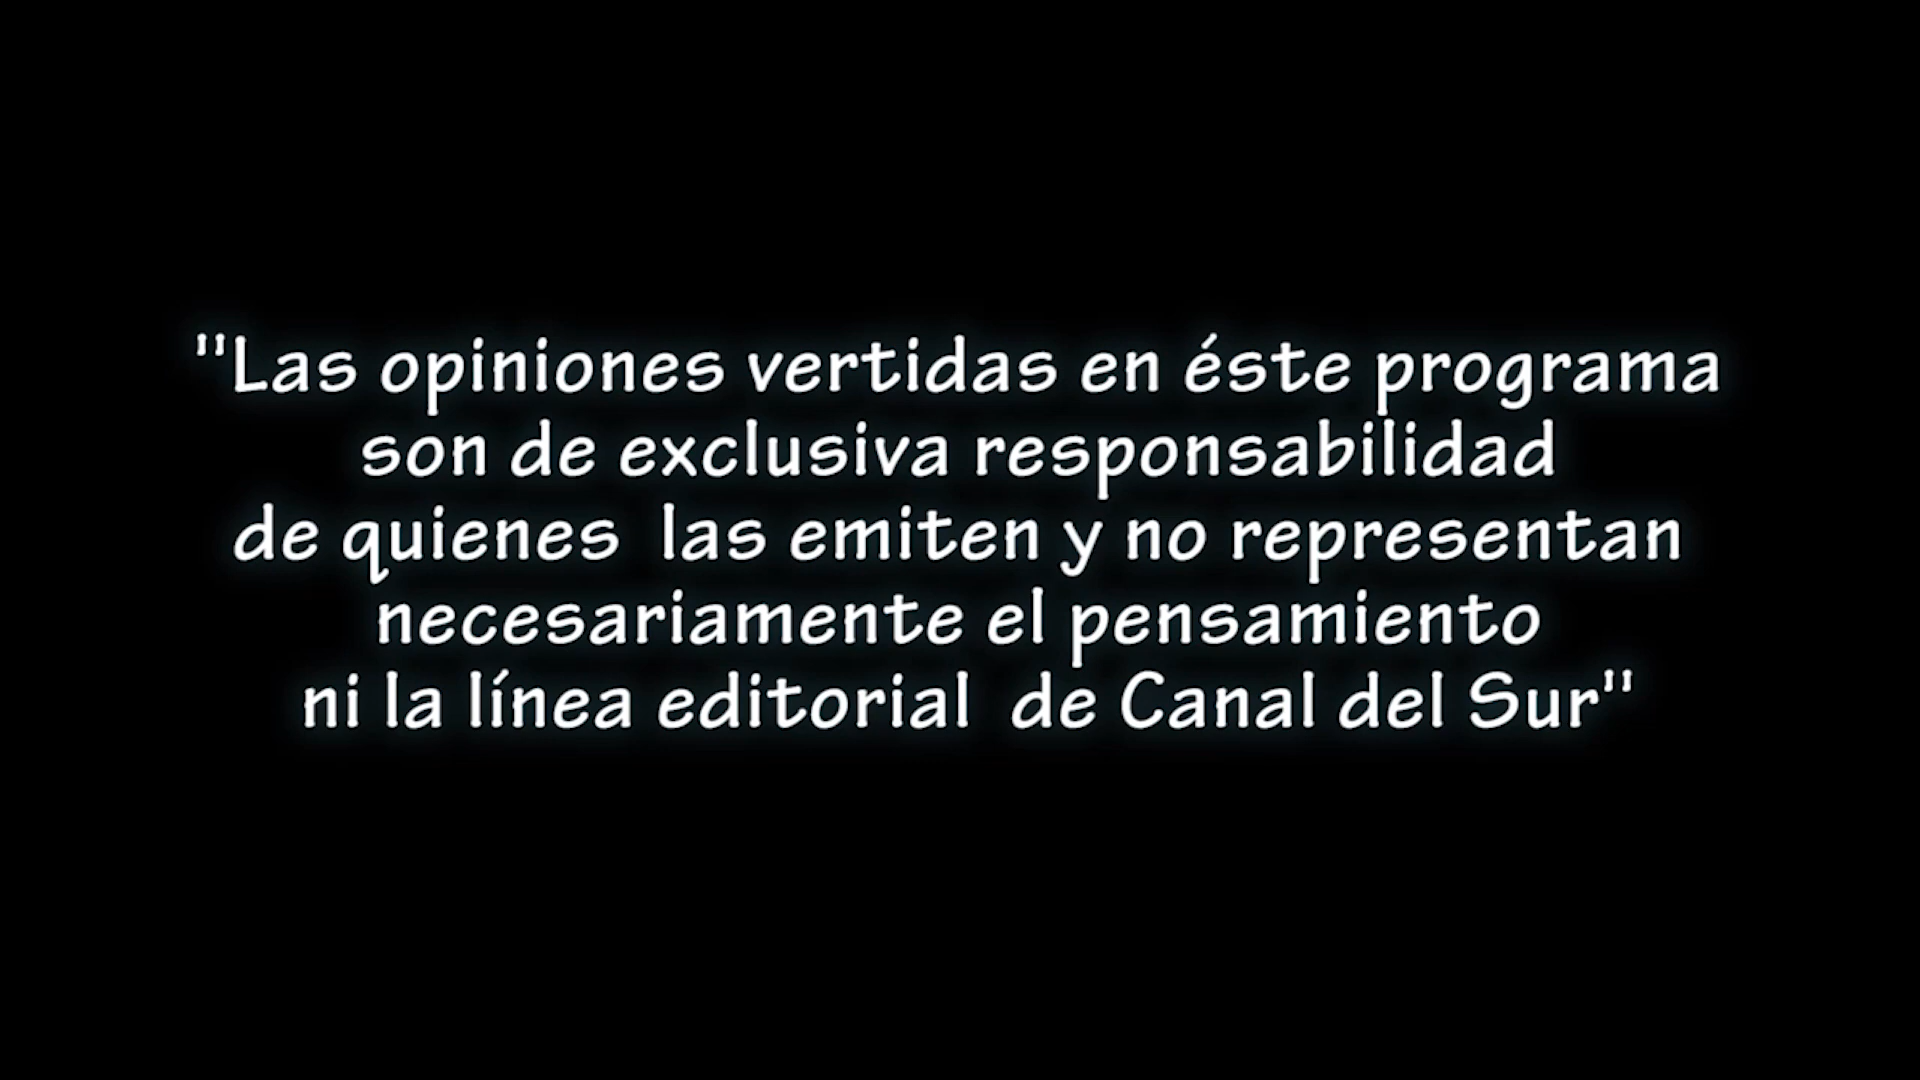 "Las opiniones vertidas en éste programa
son de exclusiva responsabilidad
de quienes  las emiten y no representan
necesariamente el pensamiento
ni la línea editorial  de Canal del Sur"